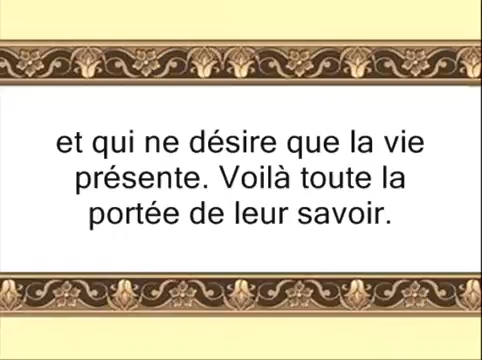 et qui ne désire que la vie
présente. Voilà toute la
portée de leur savoir.